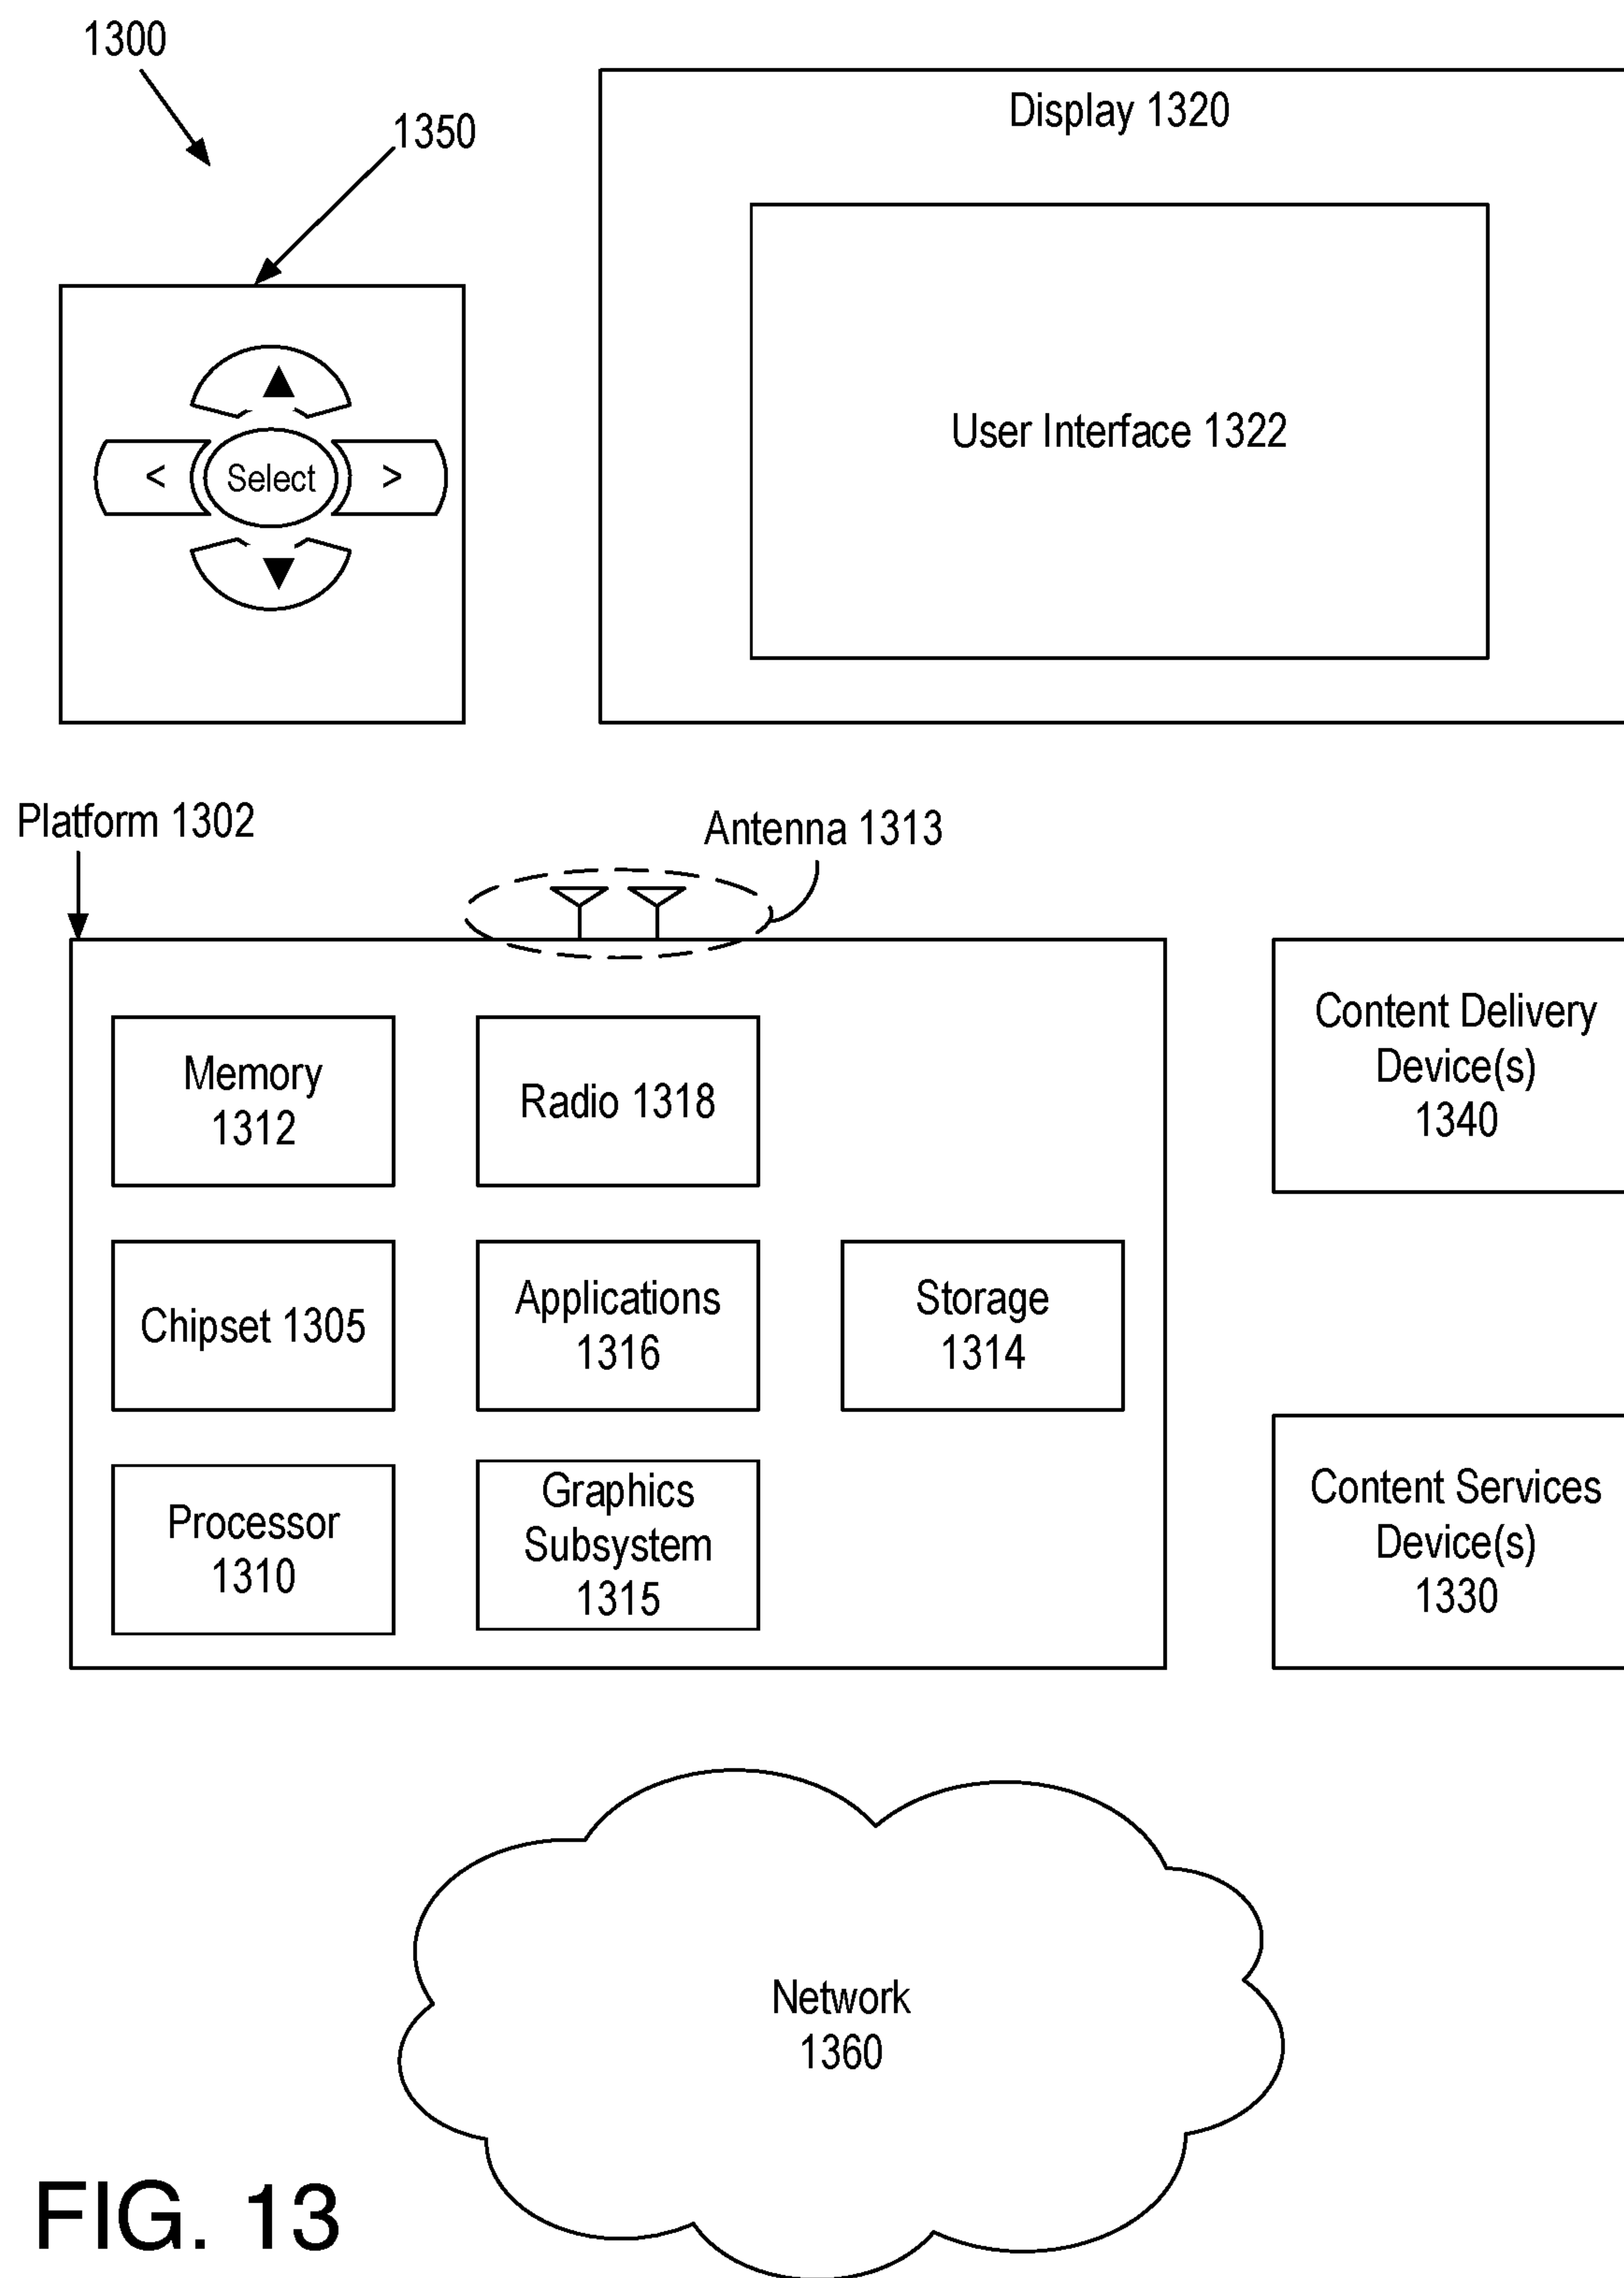 1300
1350
Display 1320
User Interface 1322
<
Select
>
Platform 1302
Antenna 1313
Memory
1312
Radio 1318
Content Delivery
Device(s)
1340
Chipset 1305
Applications
1316
Storage
1314
Processor
1310
Graphics
Subsystem
1315
Content Services
Device(s)
1330
Network
1360
FIG. 13